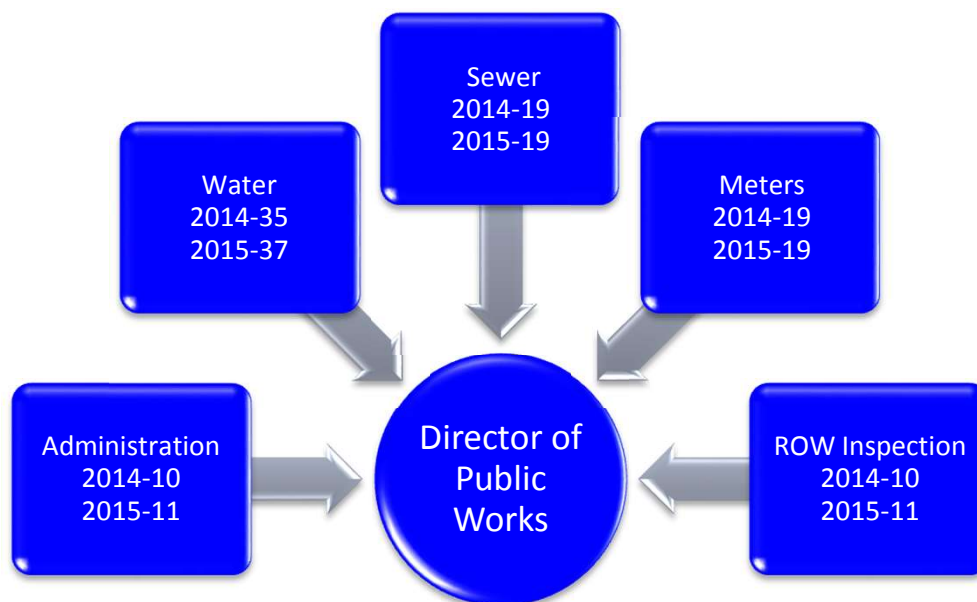 Sewer
2014-19
2015-19
Water
2014-35
2015-37
Meters
2014-19
2015-19
Administration
2014-10
2015-11
Director of
Public
Works
ROW Inspection
2014-10
2015-11